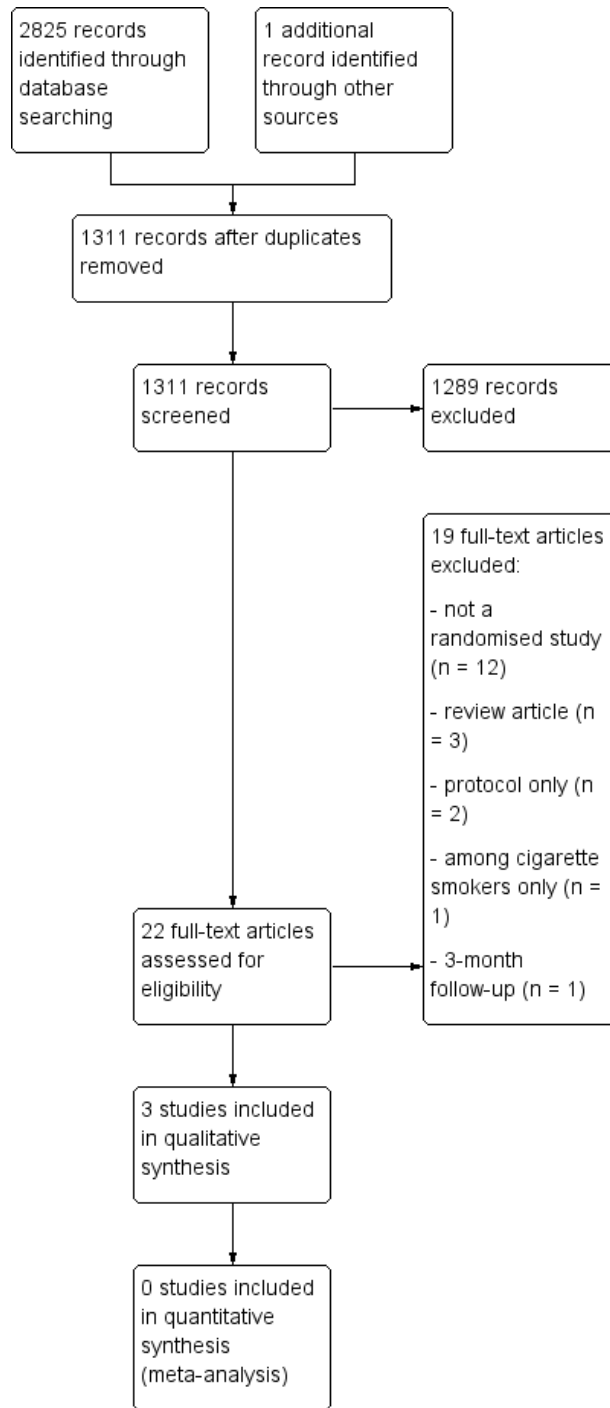 2825 records
identified through
database
searching
1 additional
record identified
through other
sources
1311 records after duplicates
removed
1311 records
screened
1289 records
excluded
19 full-text articles
excluded:
- not a
randomised study
(n = 12)
- review article (n
= 3)
- protocol only (n
= 2)
- among cigarette
smokers only (n =
1)
- 3-month
follow-up (n = 1)
22 full-text articles
assessed for
eligibility
3 studies included
in qualitative
synthesis
0 studies included
in quantitative
synthesis
(meta-analysis)